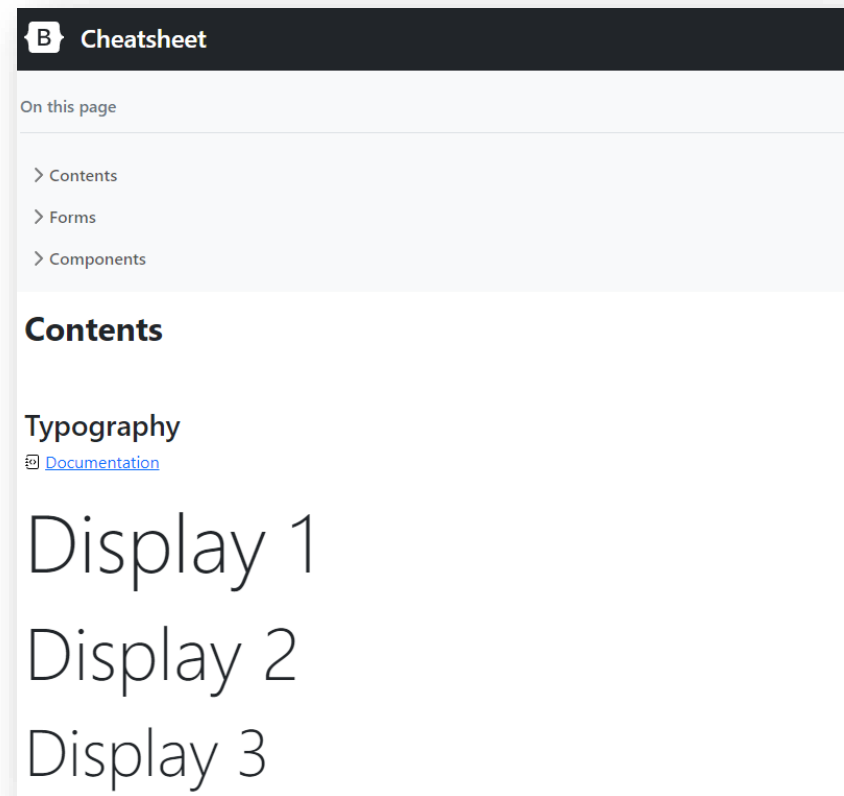 B Cheatsheet
On this page
Contents
Forms
Components
Contents
Typography
Documentation
Display 1
Display 2
Display 3